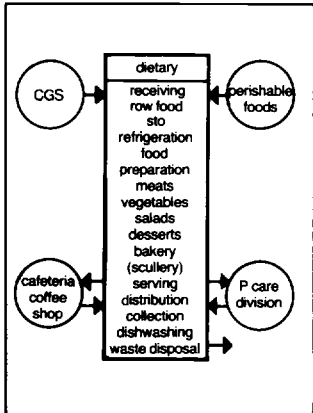 dietary
CGS
perishable
foods
receiving
row food
sto
refrigeration
food
preparation
meats
vegetables
salads
desserts
bakery
(scullery)
serving
distribution
collection
dishwashing
waste disposal
cafeteria
coffee
shop
P care
division